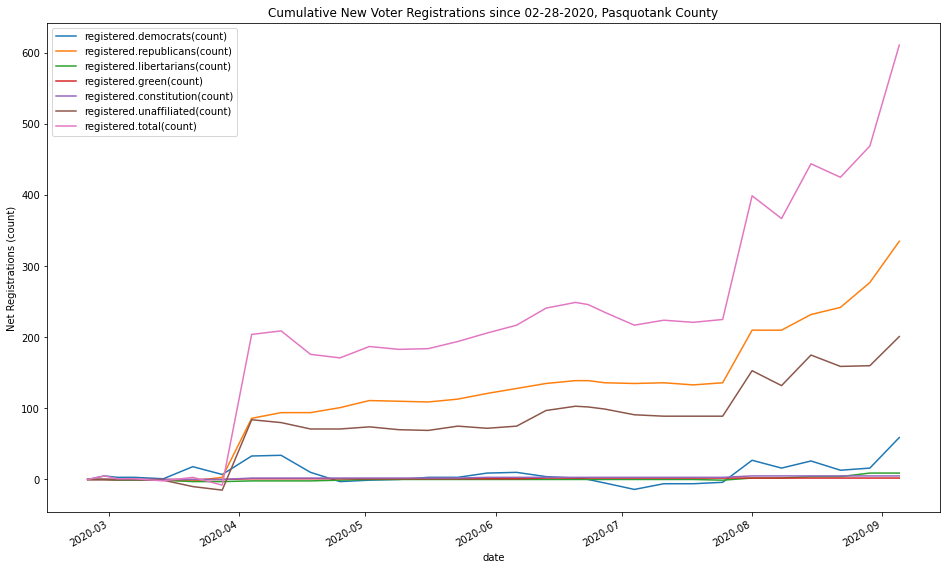 Cumulative New Voter Registrations since 02-28-2020, Pasquotank County
registered.democrats(count)
registered.republicans(count)
registered.libertarians(count)
registered.green(count)
registered.constitution(count)
registered.unaffiliated(count)
registered.total(count)
Net Registrations (count)
600
500
400
300
200
100
0
2020-03
2020-04
2020-05
2020-06
2020-07
2020-08
2020-09
date